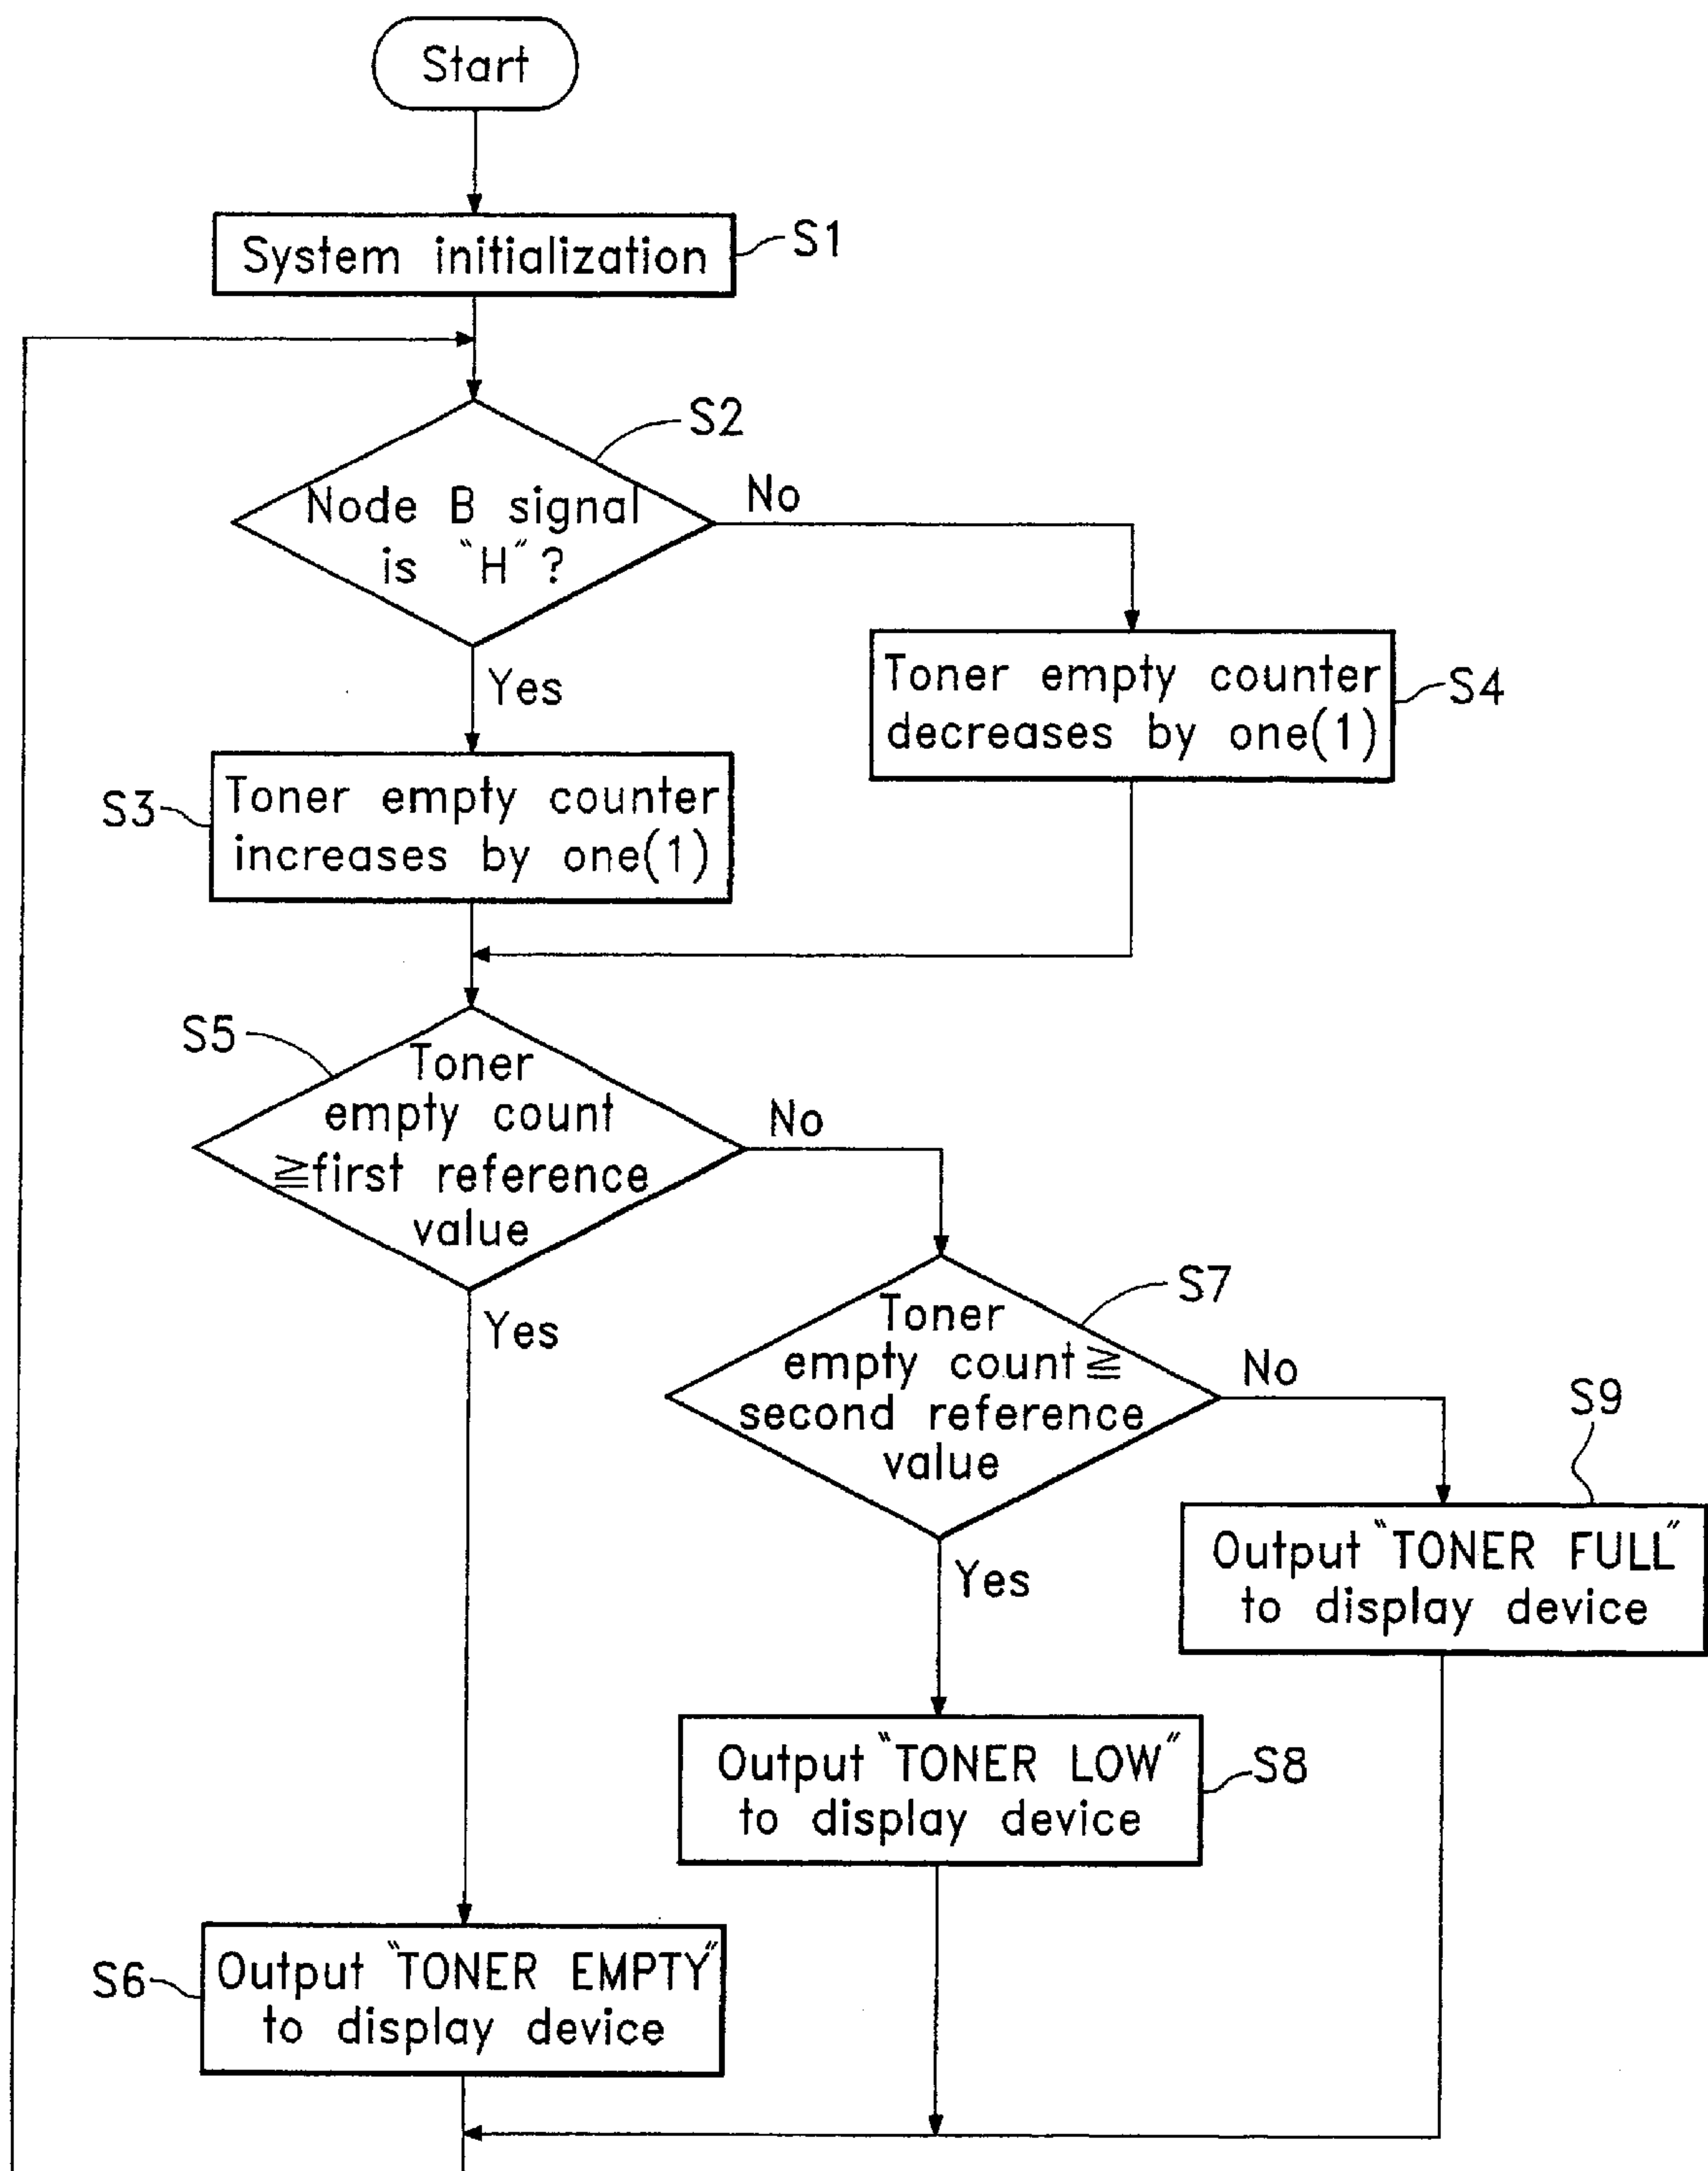 Start
System initialization
S1
S2
Node B signal
is "H"?
No
Yes
Toner empty counter
decreases by one(1)
S4
S3
Toner empty counter
increases by one(1)
S5
Toner
empty count
≧first reference
value
No
Yes
S7
Toner
empty count≧
second reference
value
No
Yes
S9
Output "TONER FULL"
to display device
Output "TONER LOW"
to display device
S8
S6
Output "TONER EMPTY"
to display device